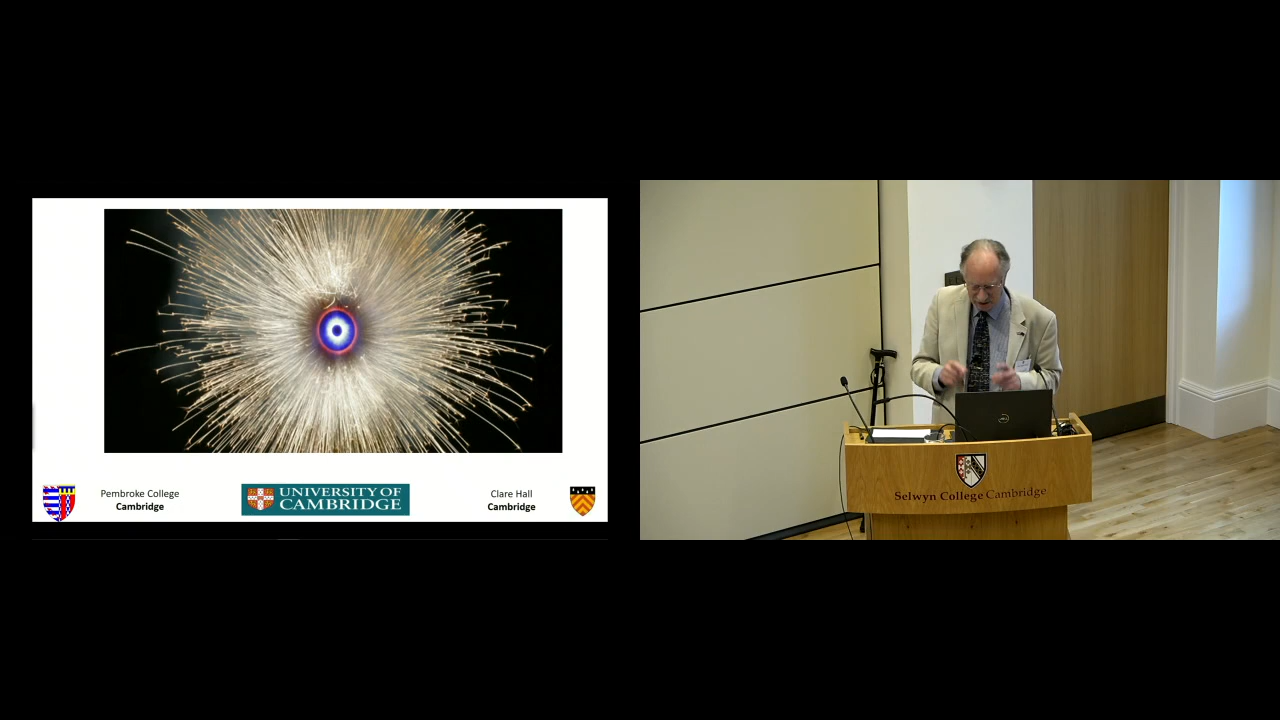 Pembroke College
Cambridge
UNIVERSITY OF
CAMBRIDGE
Clare Hall
Cambridge
Selwyn College Cambridge